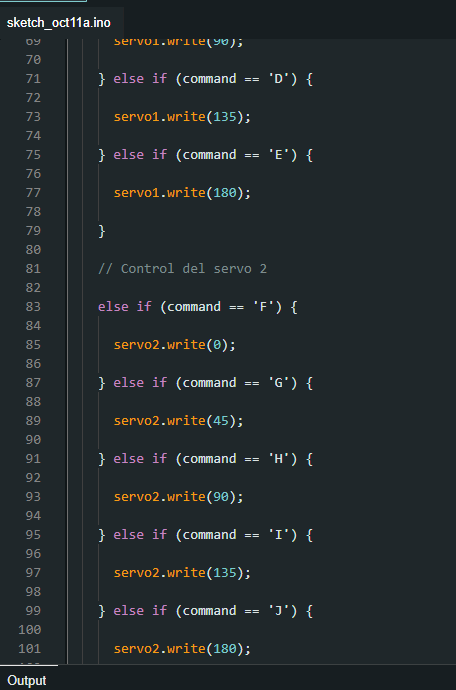 sketch_oct11a.ino
69 servo1.write(90);
70
71 } else if (command == 'D') {
72
73 servo1.write(135);
74
75 } else if (command == 'E') {
76
77 servo1.write(180);
78
79 }
80
81 // Control del servo 2
82
83 else if (command == 'F') {
84
85 servo2.write(0);
86
87 } else if (command == 'G') {
88
89 servo2.write(45);
90
91 } else if (command == 'H') {
92
93 servo2.write(90);
94
95 } else if (command == 'I') {
96
97 servo2.write(135);
98
99 } else if (command == 'J') {
100
101 servo2.write(180);
Output